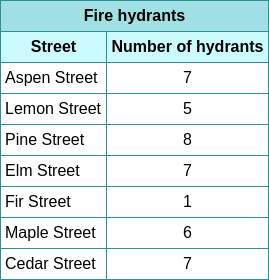 Fire hydrants
Street Number of hydrants
Aspen Street 7
Lemon Street 5
Pine Street 8
Elm Street 7
Fir Street 1
Maple Street 6
Cedar Street 7